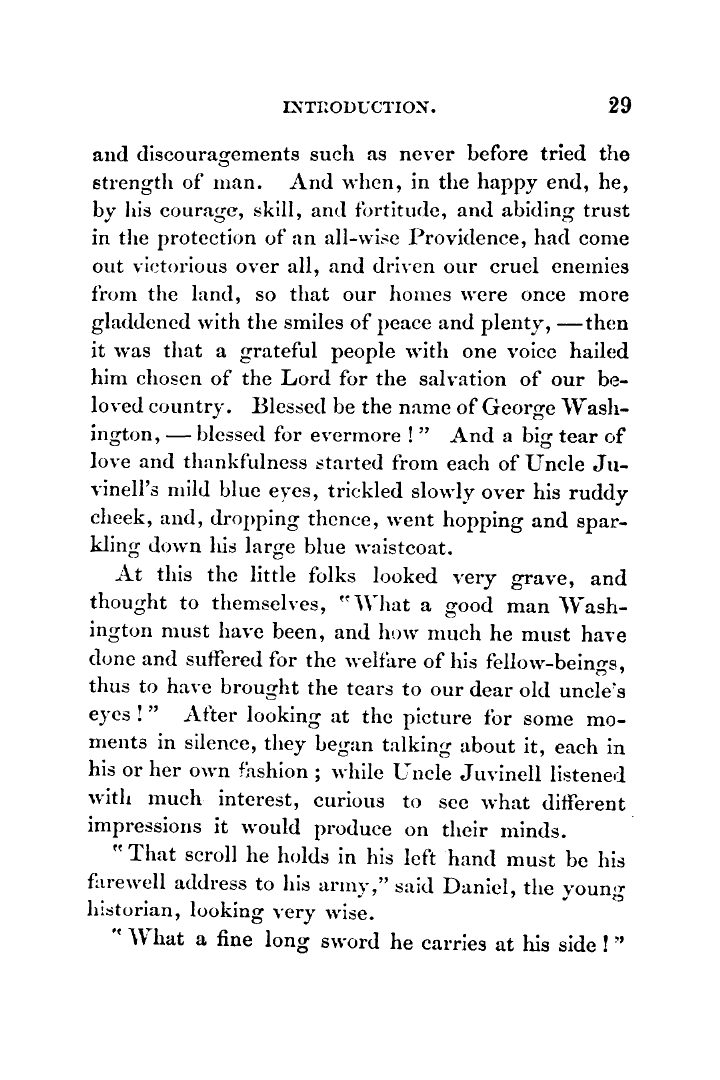 INTRODUCTION. 29
and discouragements such as never before tried the
strength of man. And when, in the happy end, he,
by his courage, skill, and fortitude, and abiding trust
in the protection of an all-wise Providence, had come
out victorious over all, and driven our cruel enemies
from the land, so that our homes were once more
gladdened with the smiles of peace and plenty, —then
it was that a grateful people with one voice hailed
him chosen of the Lord for the salvation of our be-
loved country. Blessed be the name of George Wash-
ington, — blessed for evermore ! ” And a big tear of
love and thankfulness started from each of Uncle Ju-
vinell's mild blue eyes, trickled slowly over his ruddy
cheek, and, dropping thence, went hopping and spar-
kling down his large blue waistcoat.
At this the little folks looked very grave, and
thought to themselves, “What a good man Wash-
ington must have been, and how much he must have
done and suffered for the welfare of his fellow-beings,
thus to have brought the tears to our dear old uncle's
eyes ! ” After looking at the picture for some mo-
ments in silence, they began talking about it, each in
his or her own fashion ; while Uncle Juvinell listened
with much interest, curious to see what different
impressions it would produce on their minds.
“ That scroll he holds in his left hand must be his
farewell address to his army,” said Daniel, the young
historian, looking very wise.
“ What a fine long sword he carries at his side ! ”